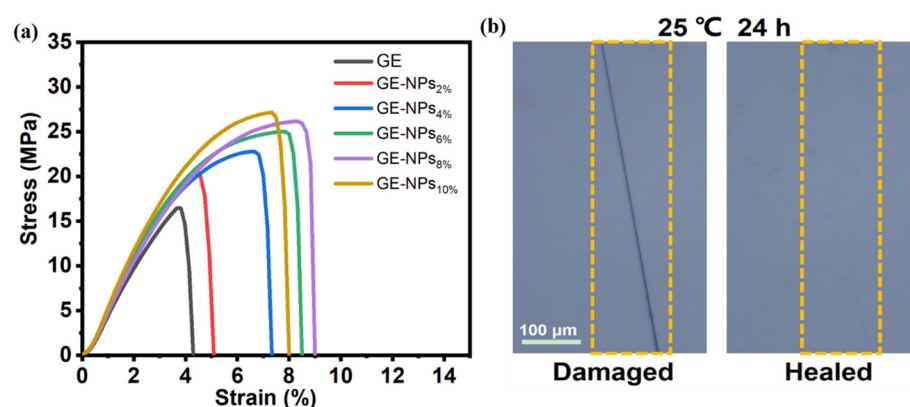 (a)
35
30
25
20
15
10
5
0
0 2 4 6 8 10 12 14
Stress (MPa)
Strain (%)
GE
GE-NPs2%
GE-NPs4%
GE-NPs6%
GE-NPs8%
GE-NPs10%
(b)
25 ℃ 24 h
100 μm
Damaged
Healed